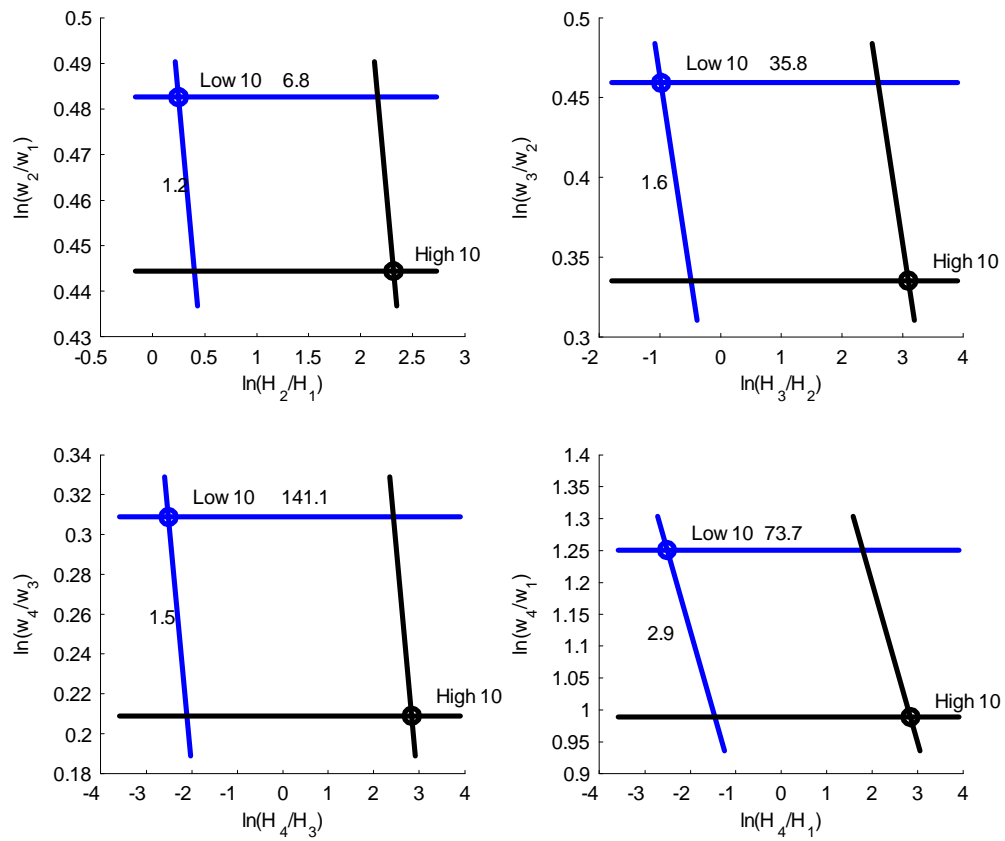 0.5
0.49
0.48
0.47
0.46
0.45
0.44
0.43
ln(w2/w1)
Low 10 6.8
1.2
High 10
-0.5 0 0.5 1 1.5 2 2.5 3
ln(H2/H1)
0.5
0.45
0.4
0.35
0.3
ln(w3/w2)
Low 10 35.8
1.6
High 10
-2 -1 0 1 2 3 4
ln(H3/H2)
0.34
0.32
0.3
0.28
0.26
0.24
0.22
0.2
0.18
ln(w4/w3)
Low 10 141.1
1.5
High 10
-4 -3 -2 -1 0 1 2 3 4
ln(H4/H3)
1.4
1.35
1.3
1.25
1.2
1.15
1.1
1.05
1
0.95
0.9
ln(w4/w1)
Low 10 73.7
2.9
High 10
-4 -3 -2 -1 0 1 2 3 4
ln(H4/H1)